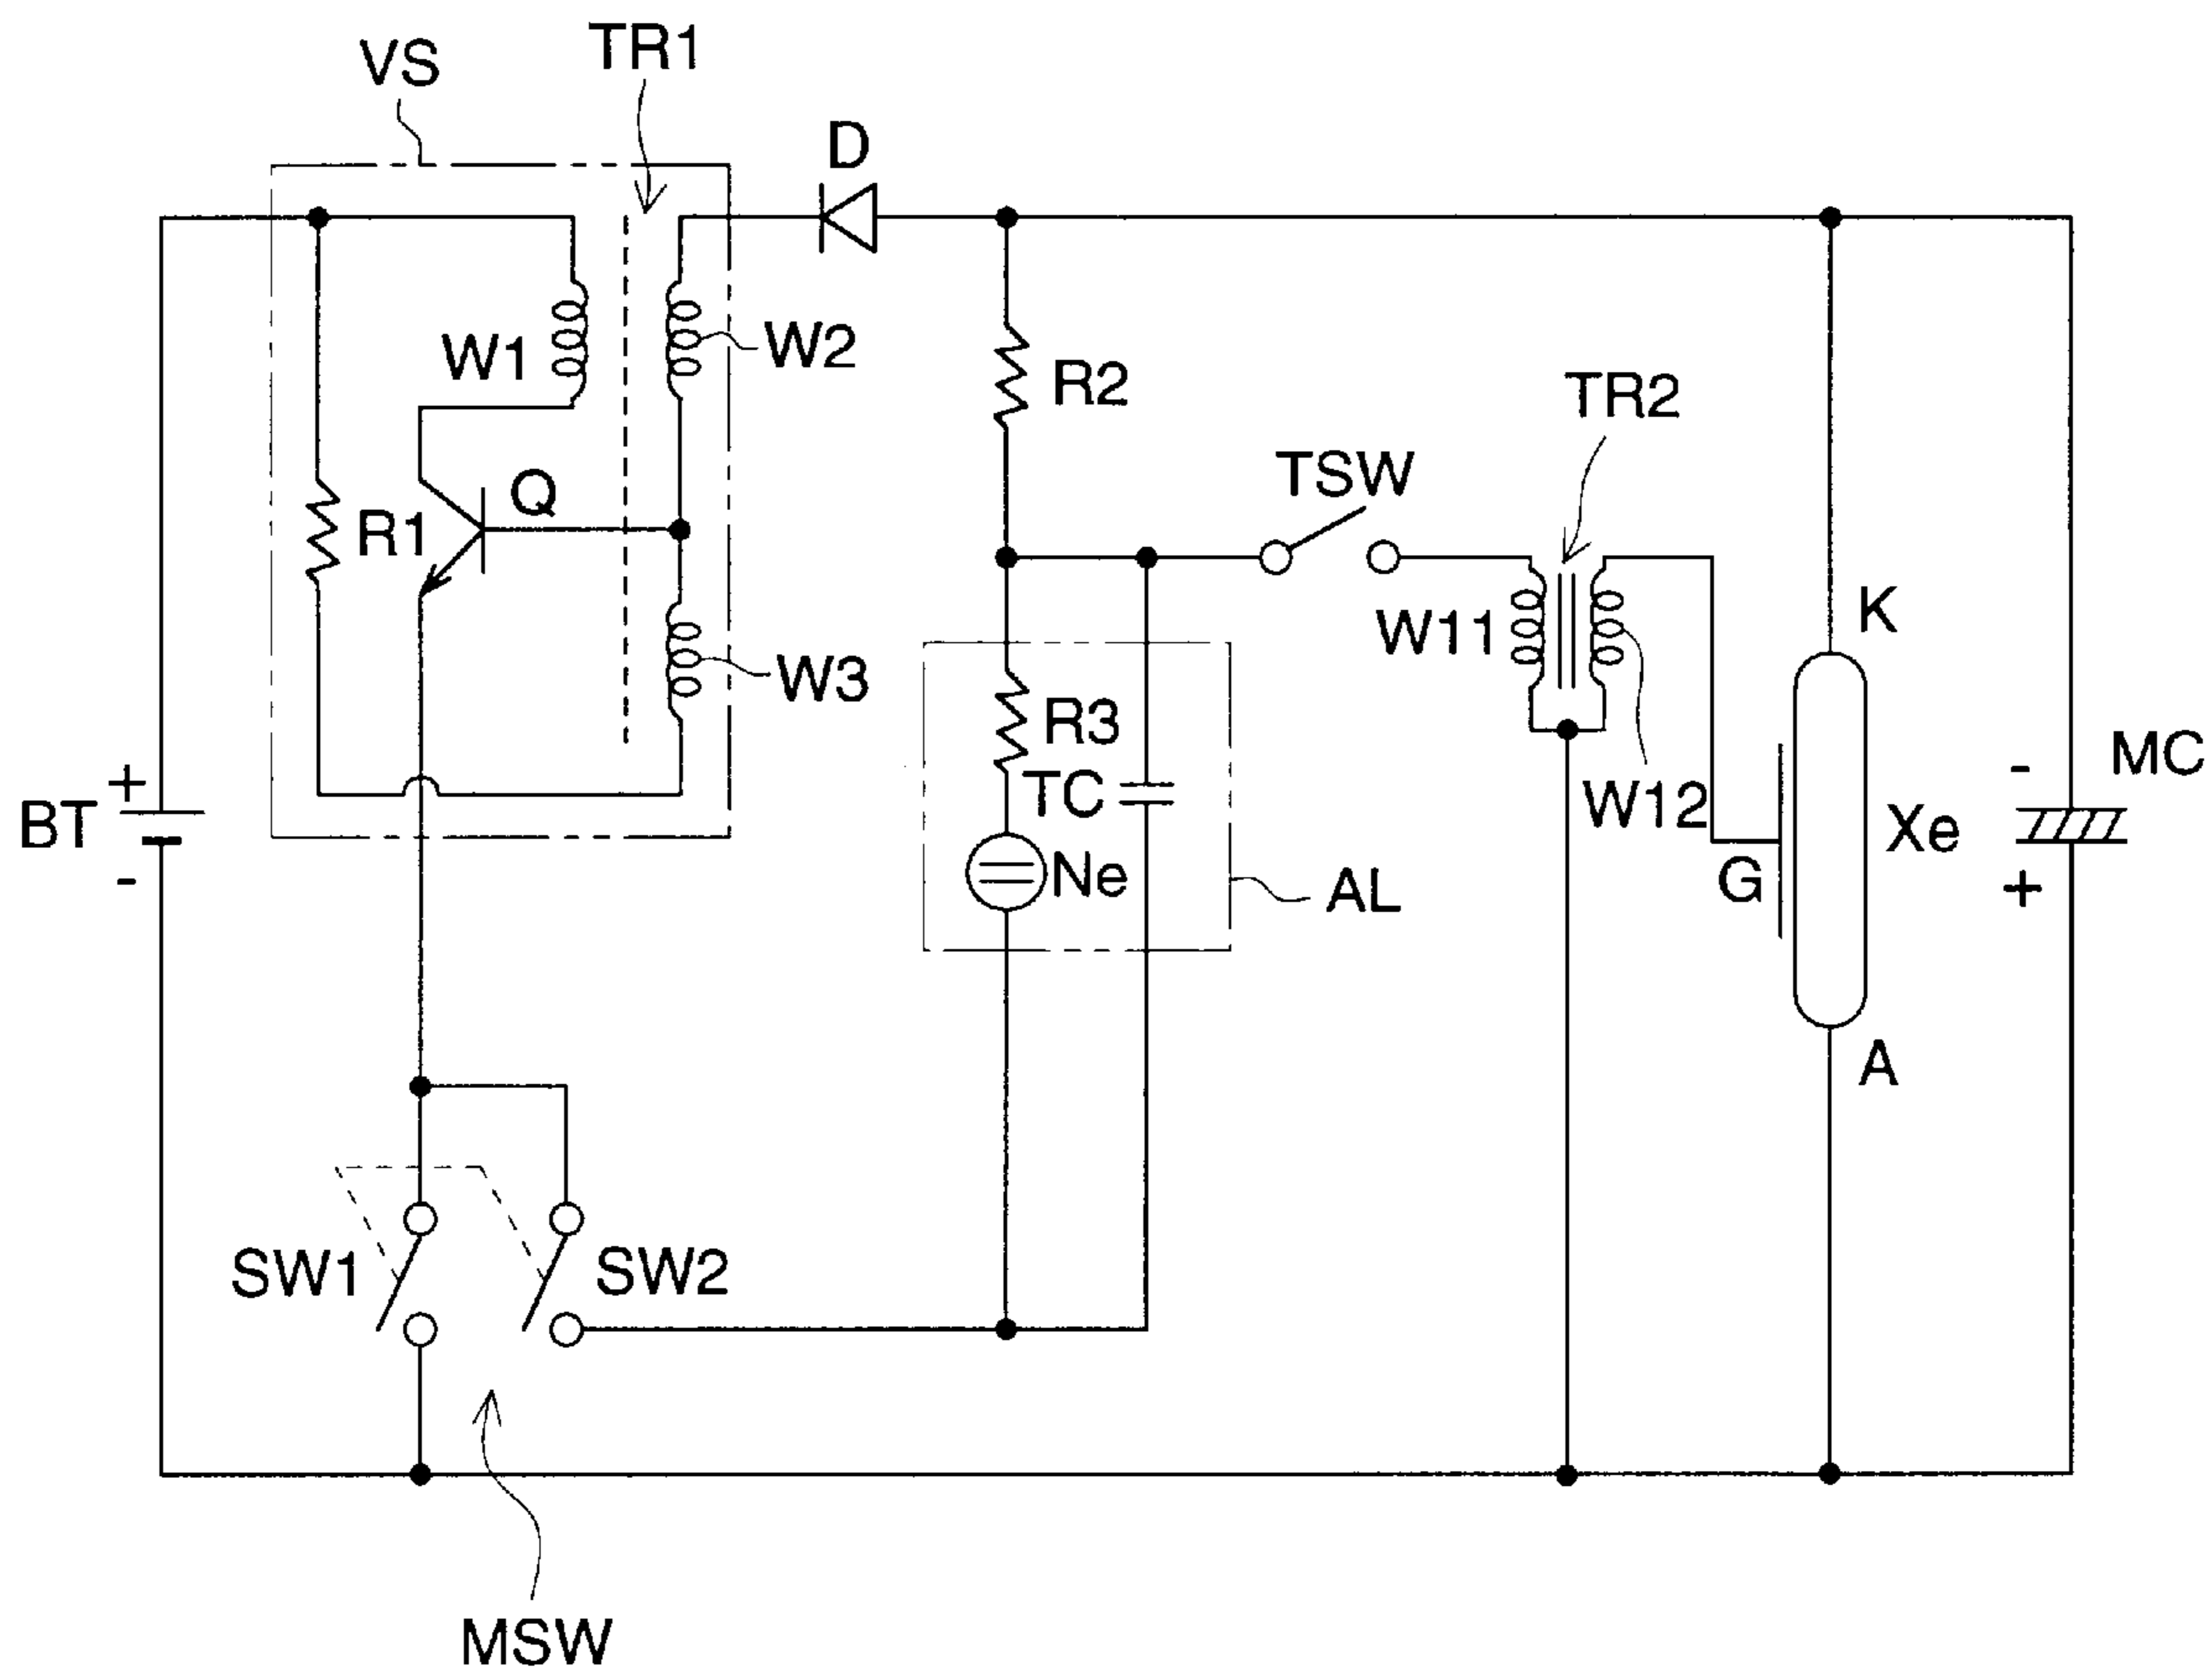 VS
TR1
D
W1
W2
R2
TR2
TSW
Q
R1
K
W11
W3
R3
MC
-
+
BT
TC
W12
Xe
-
Ne
G
+
AL
A
SW1
SW2
MSW